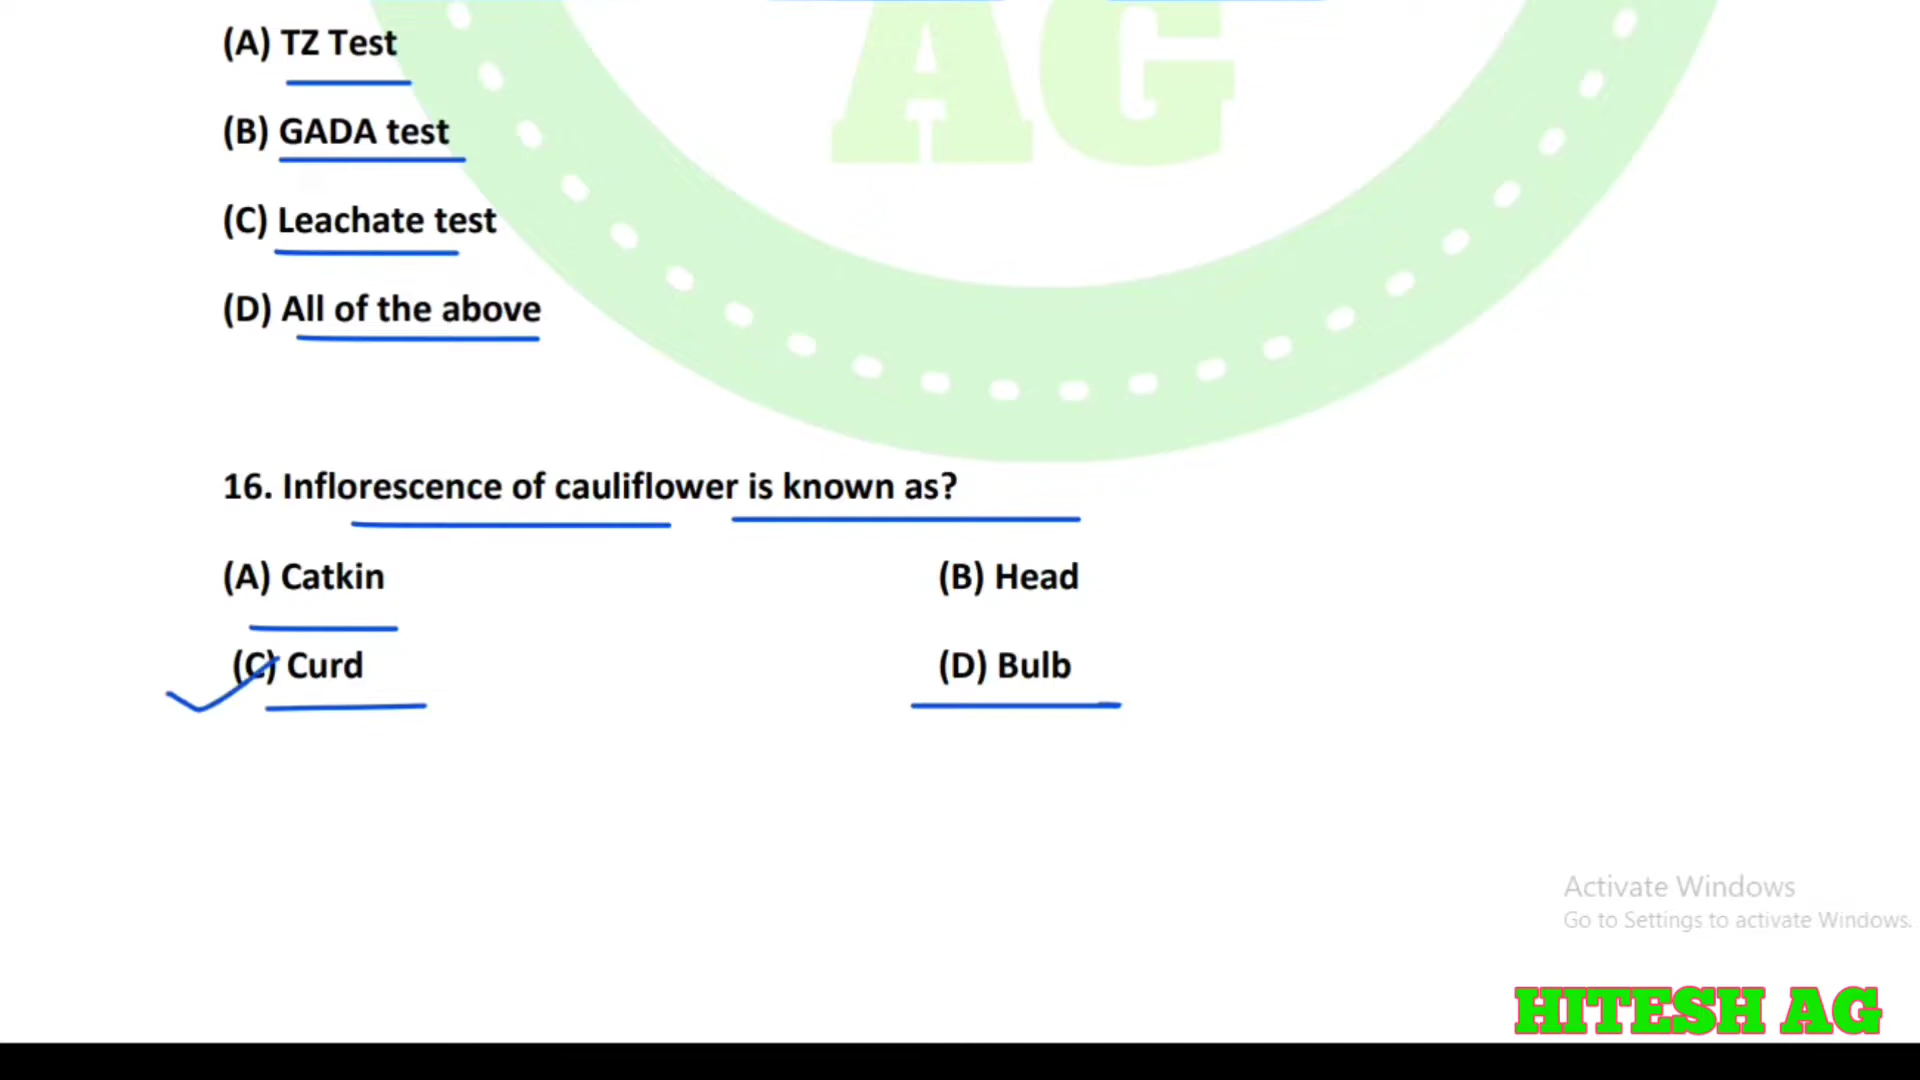 AG
(A) TZ Test
(B) GADA test
(C) Leachate test
(D) All of the above
16. Inflorescence of cauliflower is known as?
(A) Catkin
(B) Head
(C) Curd
(D) Bulb
Activate Windows
Go to Settings to activate Windows.
HITESH AG